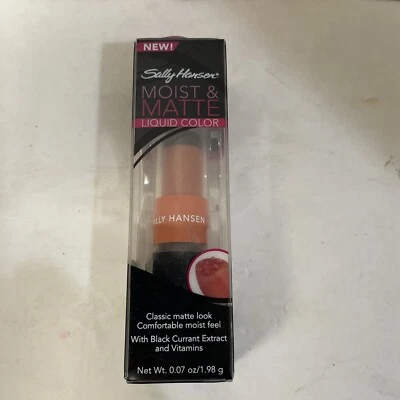 NEW!
Sally Hansen®
MOIST &
MATTE
LIQUID COLOR
LLY HANSEN
Classic matte look
Comfortable moist feel
With Black Currant Extract
and Vitamins
Net Wt. 0.07 oz/1.98 g